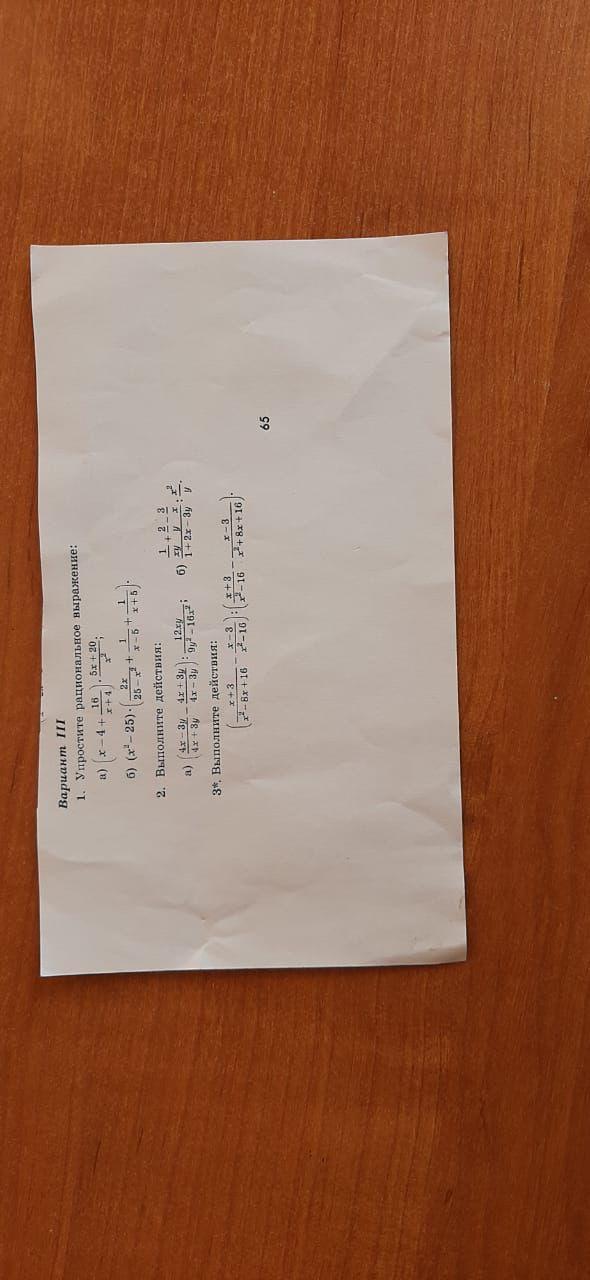 Вариант III
1. Упростите рациональное выражение:
а) (x − 4 + 16/(x + 4)) · (5x + 20)/x²;
б) (x² − 25) · (2x/(25 − x²) + 1/(x − 5) + 1/(x + 5)).
2. Выполните действия:
а) ((4x − 3y)/(4x + 3y) − (4x + 3y)/(4x − 3y)) : 12xy/(9y² − 16x²); б) (1/(xy) + 2/y − 3/x)/(1 + 2x − 3y) : x²/y.
3*. Выполните действия:
((x + 3)/(x² − 8x + 16) − (x − 3)/(x² − 16)) : ((x + 3)/(x² − 16) − (x − 3)/(x² + 8x + 16)).
65